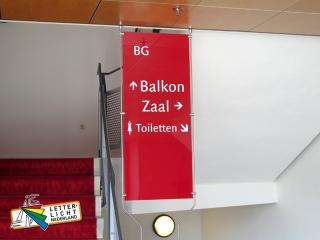 BG
↑ Balkon
Zaal →
Toiletten ↘
LETTER-
LICHT
NEDERLAND